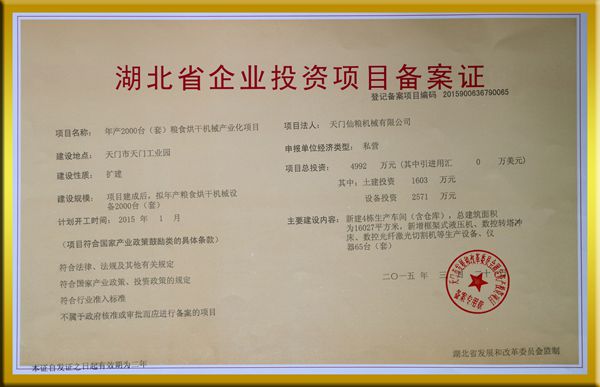 湖北省企业投资项目备案证
登记备案项目编码 2015900636790065
项目名称: 年产2000台(套)粮食烘干机械产业化项目
建设地点: 天门市天门工业园
建设性质: 扩建
建设规模: 项目建成后,拟年产粮食烘干机械设
备2000台(套)
计划开工时间: 2015 年 1 月
(项目符合国家产业政策鼓励类的具体条款)
符合法律、法规及其他有关规定
符合国家产业政策、投资政策的规定
符合行业准入标准
不属于政府核准或审批而应进行备案的项目
项目法人: 天门仙粮机械有限公司
申报单位经济类型: 私营
项目总投资: 4992 万元(其中引进用汇 0 万美元)
其中: 土建投资 1603 万元
设备投资 2571 万元
主要建设内容: 新建4栋生产车间(含仓库),总建筑面积
为16027平方米,新增框架式液压机、数控转塔冲
床、数控光纤激光切割机等生产设备、仪
器65台(套)
二〇一五 年 三
备案专用章
本证自发证之日起有效期为二年
湖北省发展和改革委员会监制